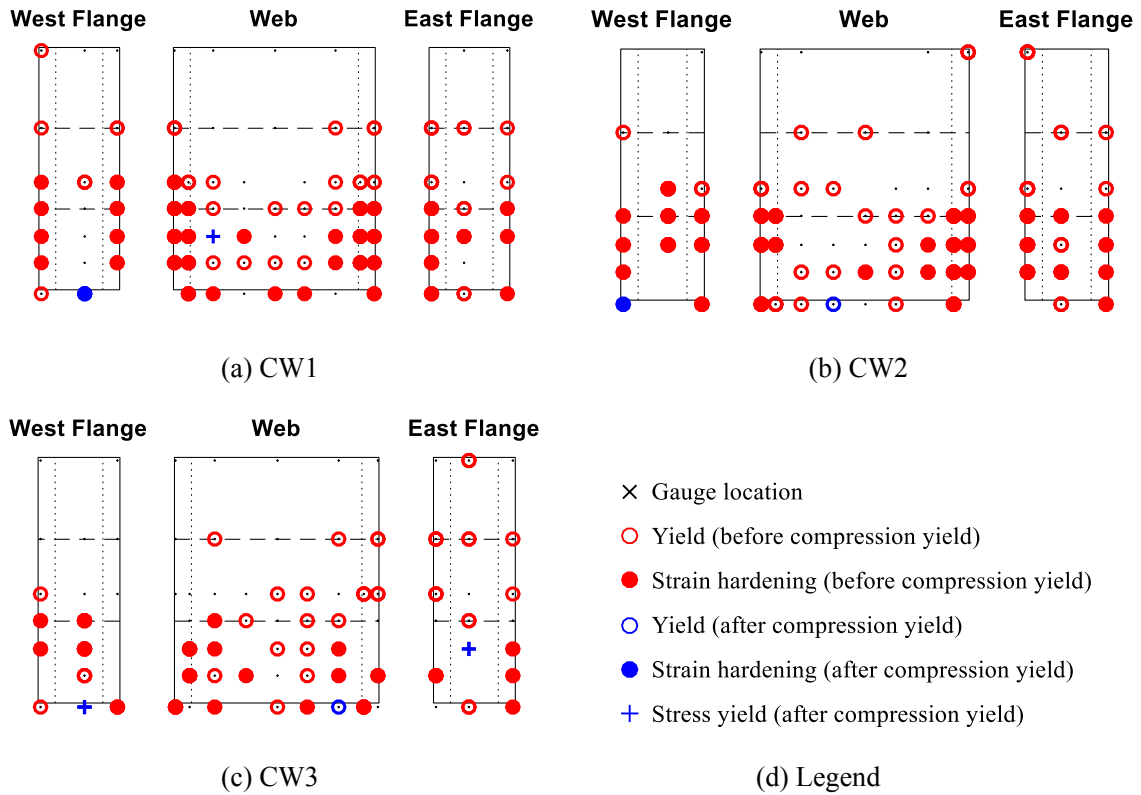 West Flange Web East Flange
West Flange Web East Flange
(a) CW1
(b) CW2
West Flange Web East Flange
Gauge location
Yield (before compression yield)
Strain hardening (before compression yield)
Yield (after compression yield)
Strain hardening (after compression yield)
Stress yield (after compression yield)
(c) CW3
(d) Legend